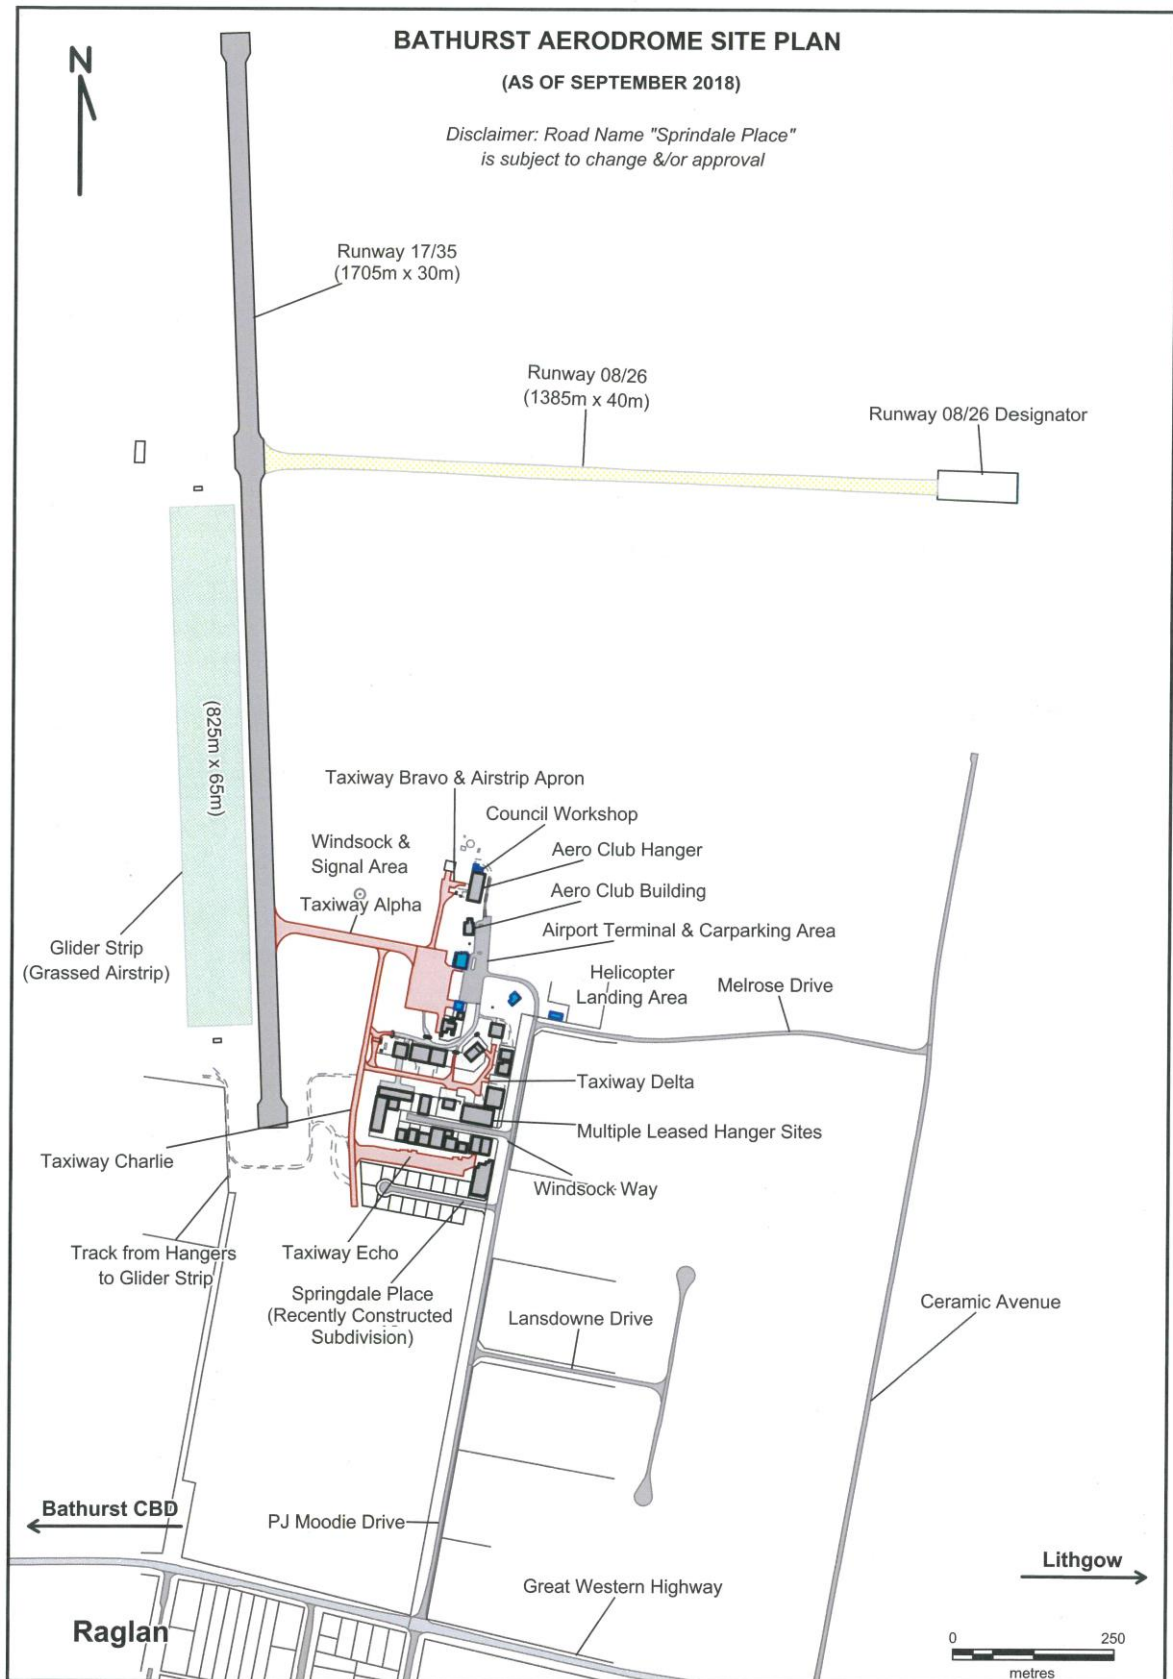 BATHURST AERODROME SITE PLAN
(AS OF SEPTEMBER 2018)
Disclaimer: Road Name "Sprindale Place"
is subject to change &/or approval
N
Runway 17/35
(1705m x 30m)
Runway 08/26
(1385m x 40m)
Runway 08/26 Designator
(825m x 65m)
Taxiway Bravo & Airstrip Apron
Council Workshop
Windsock &
Signal Area
Aero Club Hanger
Aero Club Building
Taxiway Alpha
Airport Terminal & Carparking Area
Glider Strip
(Grassed Airstrip)
Helicopter
Landing Area
Melrose Drive
Taxiway Delta
Multiple Leased Hanger Sites
Taxiway Charlie
Windsock Way
Track from Hangers
to Glider Strip
Taxiway Echo
Springdale Place
(Recently Constructed
Subdivision)
Lansdowne Drive
Ceramic Avenue
Bathurst CBD
PJ Moodie Drive
Lithgow
Great Western Highway
Raglan
0 250
metres